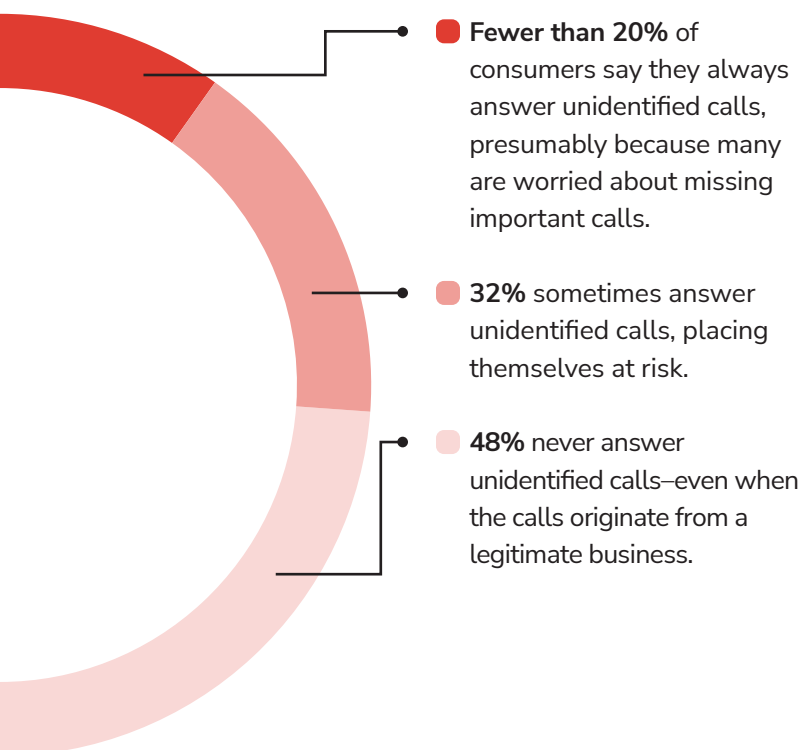 Fewer than 20% of
consumers say they always
answer unidentified calls,
presumably because many
are worried about missing
important calls.
32% sometimes answer
unidentified calls, placing
themselves at risk.
48% never answer
unidentified calls–even when
the calls originate from a
legitimate business.